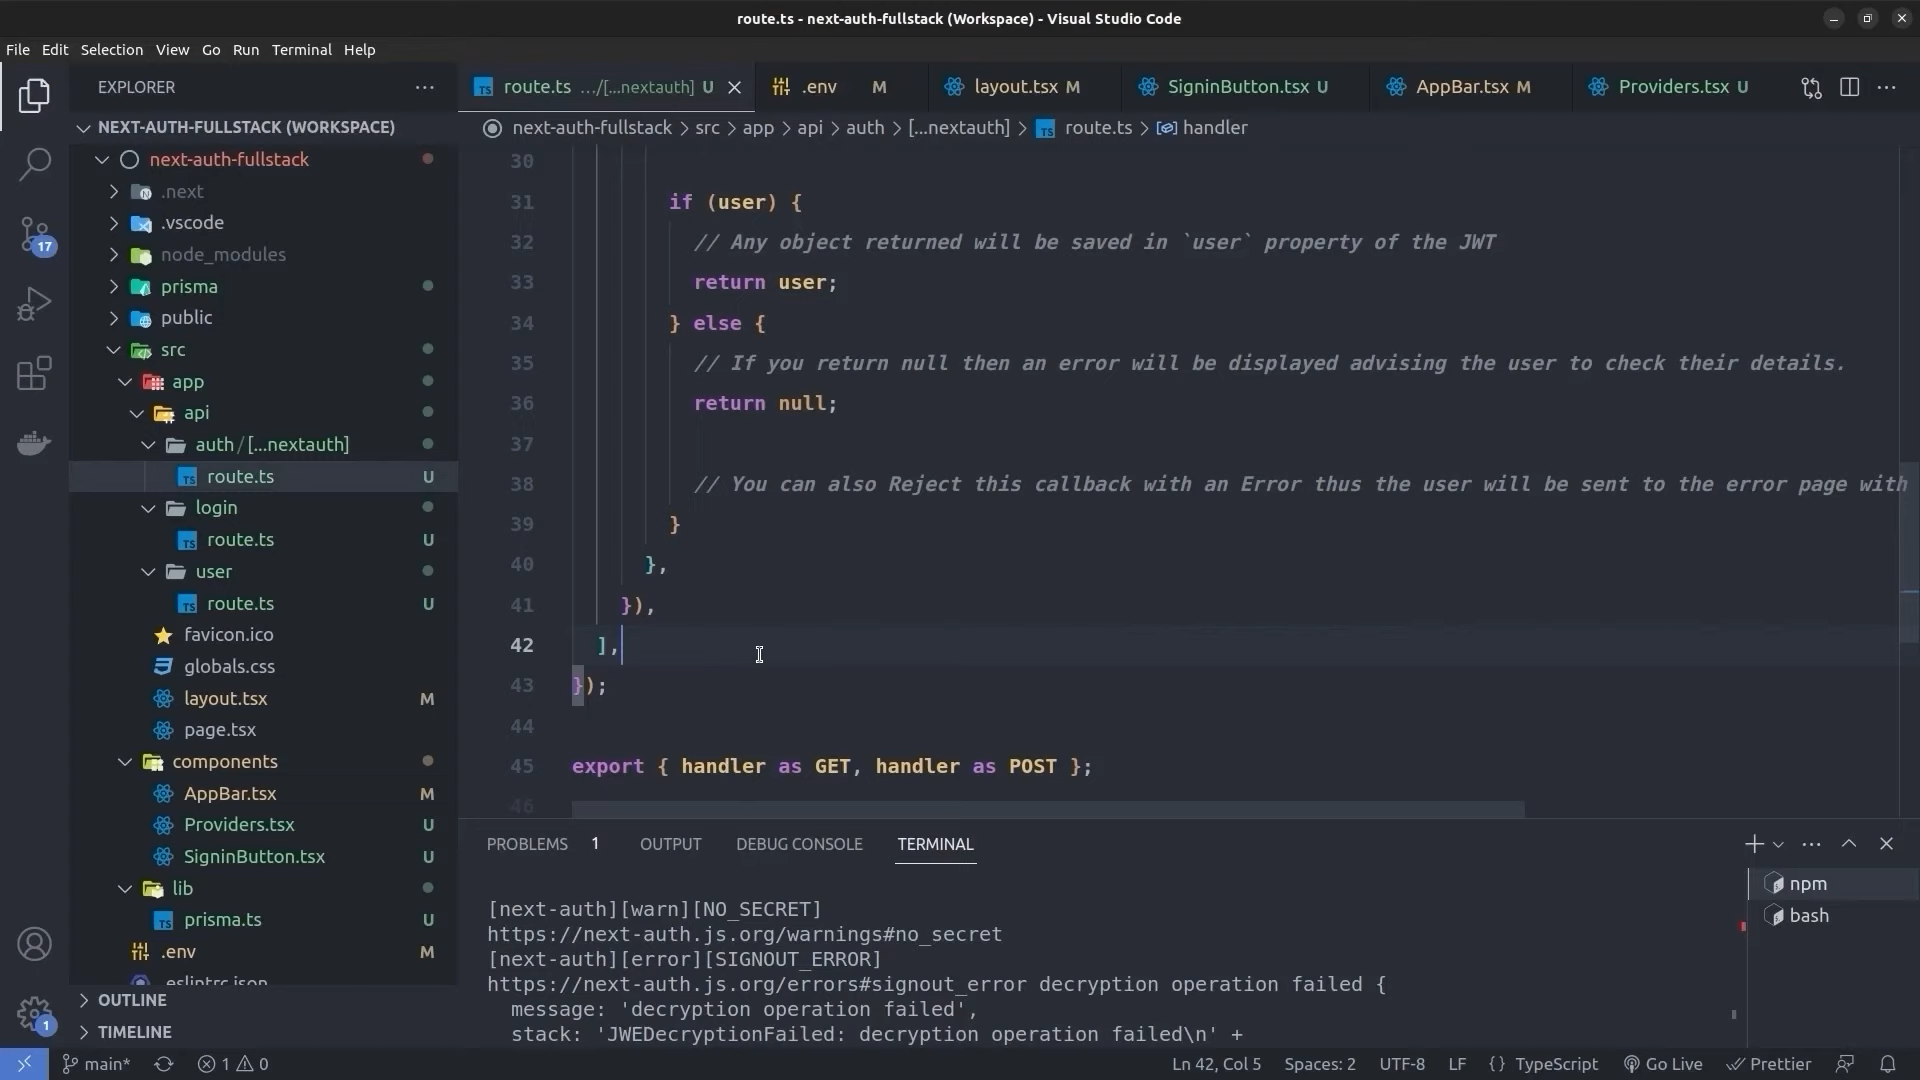 route.ts - next-auth-fullstack (Workspace) - Visual Studio Code
File Edit Selection View Go Run Terminal Help
EXPLORER
NEXT-AUTH-FULLSTACK (WORKSPACE)
next-auth-fullstack
.next
.vscode
node_modules
prisma
public
src
app
api
auth / [...nextauth]
route.ts U
login
route.ts U
user
route.ts U
favicon.ico
globals.css
layout.tsx M
page.tsx
components
AppBar.tsx M
Providers.tsx U
SigninButton.tsx U
lib
prisma.ts U
.env M
.eslintrc.json
OUTLINE
TIMELINE
17
1
route.ts .../[...nextauth] U
.env M
layout.tsx M
SigninButton.tsx U
AppBar.tsx M
Providers.tsx U
next-auth-fullstack > src > app > api > auth > [...nextauth] > TS route.ts > handler
30
31 if (user) {
32 // Any object returned will be saved in `user` property of the JWT
33 return user;
34 } else {
35 // If you return null then an error will be displayed advising the user to check their details.
36 return null;
37
38 // You can also Reject this callback with an Error thus the user will be sent to the error page with
39 }
40 },
41 }),
42 ],
43 });
44
45 export { handler as GET, handler as POST };
46
PROBLEMS 1 OUTPUT DEBUG CONSOLE TERMINAL
[next-auth][warn][NO_SECRET]
https://next-auth.js.org/warnings#no_secret
[next-auth][error][SIGNOUT_ERROR]
https://next-auth.js.org/errors#signout_error decryption operation failed {
message: 'decryption operation failed',
stack: 'JWEDecryptionFailed: decryption operation failed\n' +
npm
bash
main* 1 0 Ln 42, Col 5 Spaces: 2 UTF-8 LF {} TypeScript Go Live Prettier